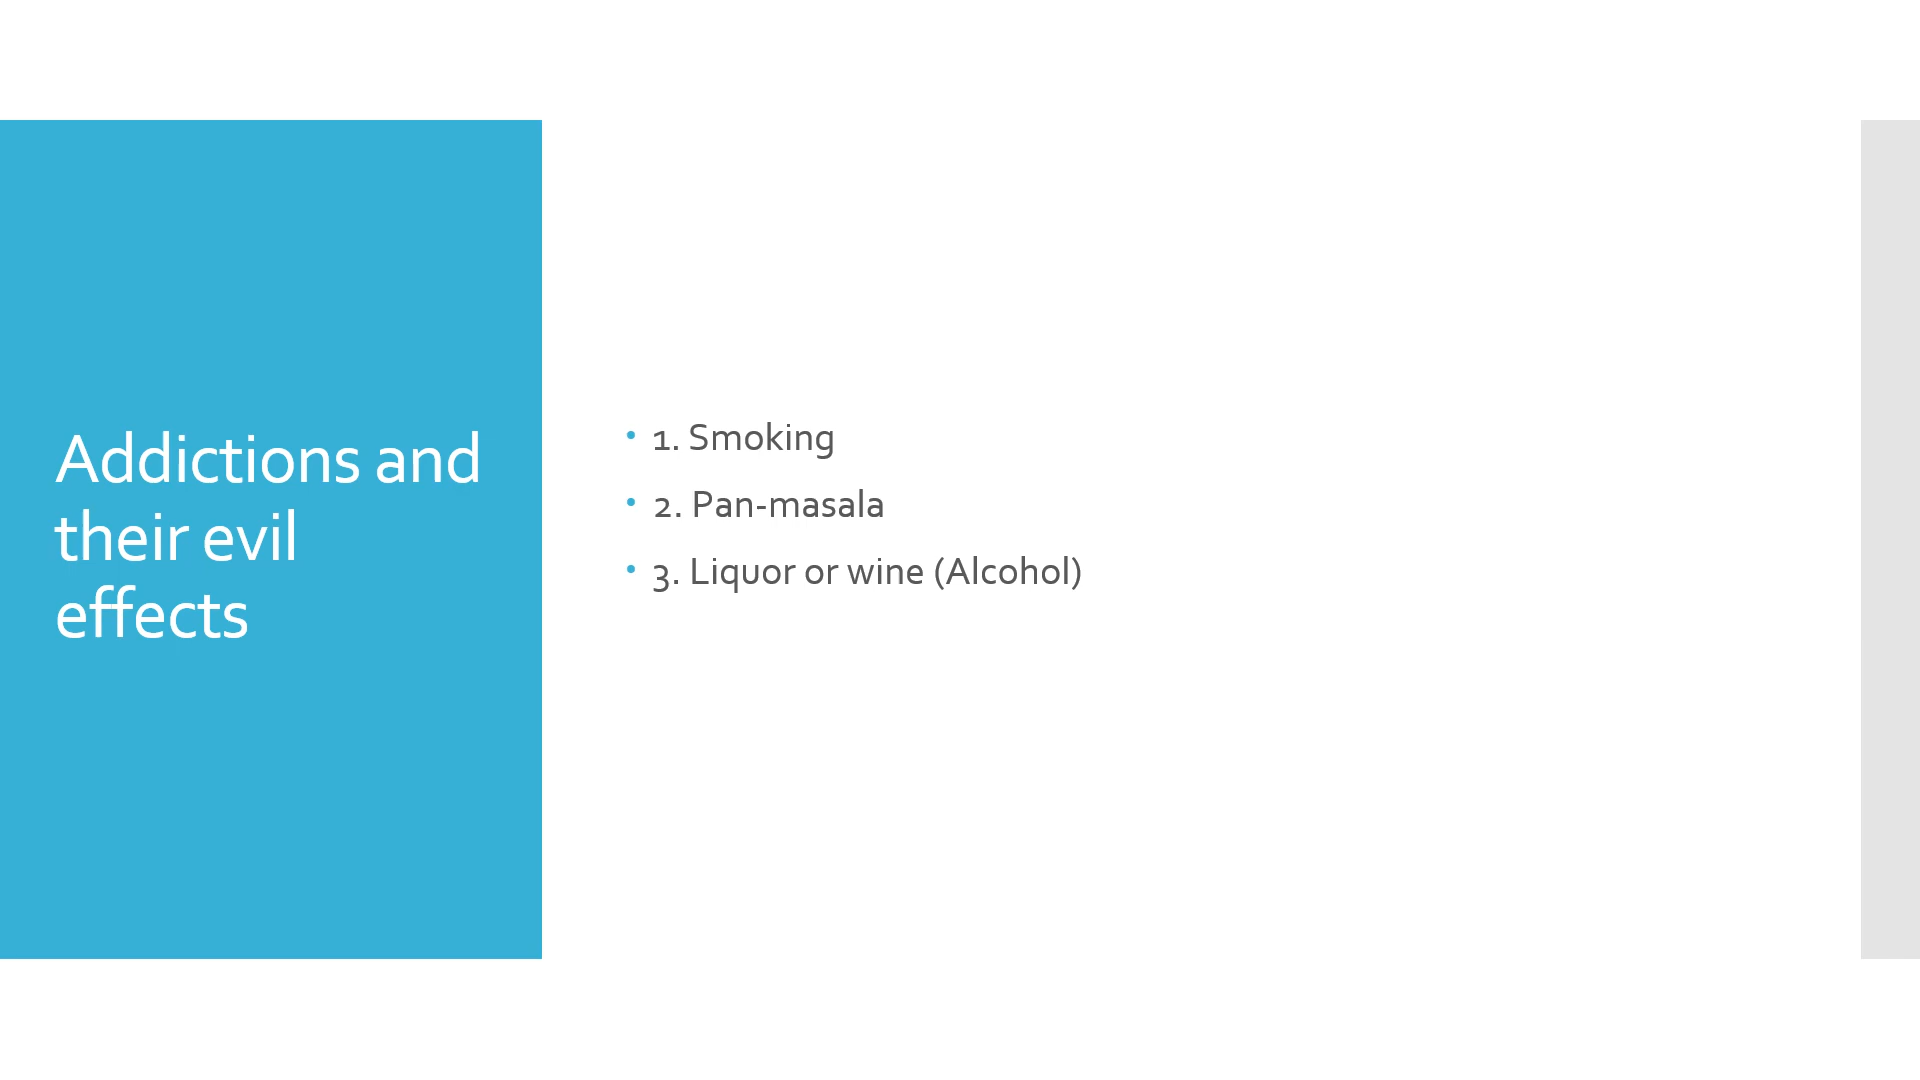 Addictions and
their evil
effects
• 1. Smoking
• 2. Pan-masala
• 3. Liquor or wine (Alcohol)